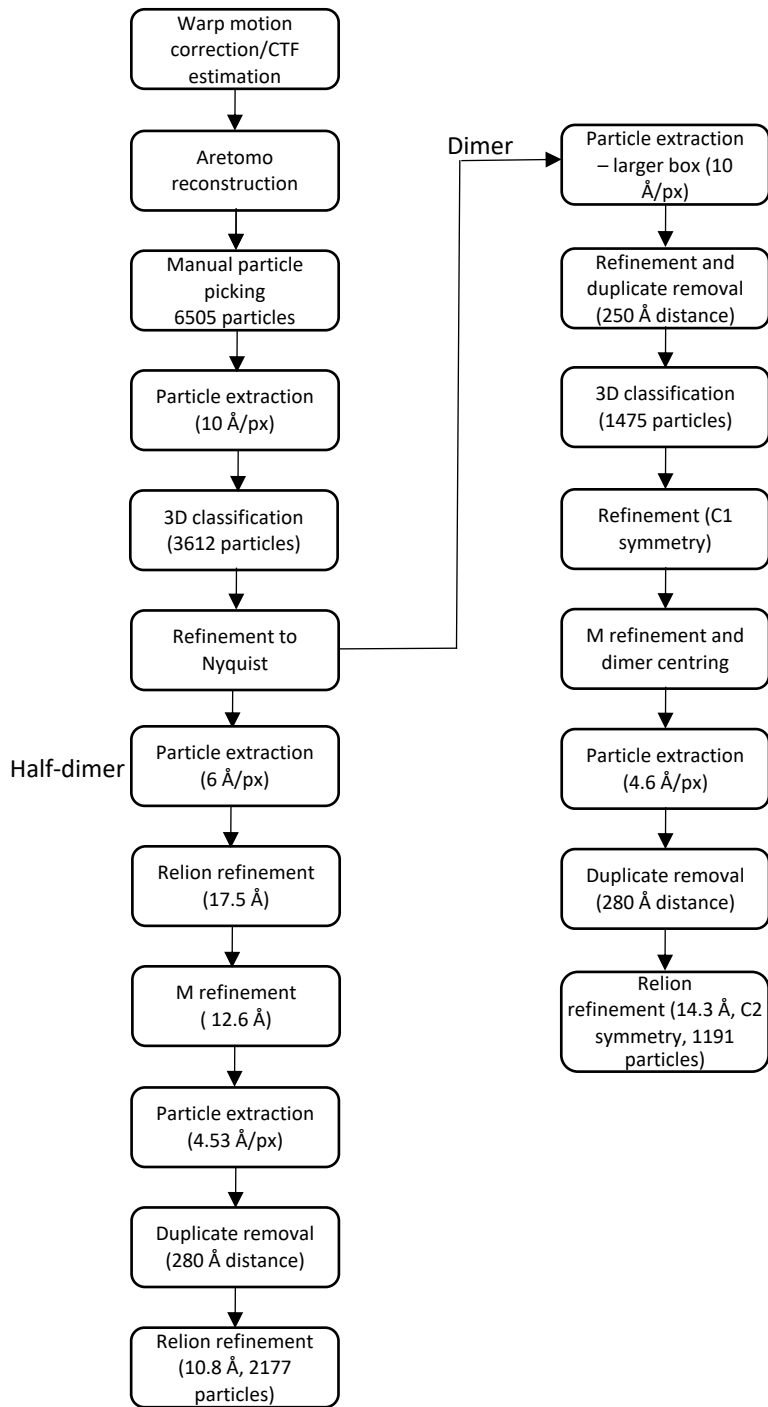 Warp motion
correction/CTF
estimation
Aretomo
reconstruction
Manual particle
picking
6505 particles
Particle extraction
(10 Å/px)
3D classification
(3612 particles)
Refinement to
Nyquist
Half-dimer
Particle extraction
(6 Å/px)
Relion refinement
(17.5 Å)
M refinement
( 12.6 Å)
Particle extraction
(4.53 Å/px)
Duplicate removal
(280 Å distance)
Relion refinement
(10.8 Å, 2177
particles)
Dimer
Particle extraction
– larger box (10
Å/px)
Refinement and
duplicate removal
(250 Å distance)
3D classification
(1475 particles)
Refinement (C1
symmetry)
M refinement and
dimer centring
Particle extraction
(4.6 Å/px)
Duplicate removal
(280 Å distance)
Relion
refinement (14.3 Å, C2
symmetry, 1191
particles)